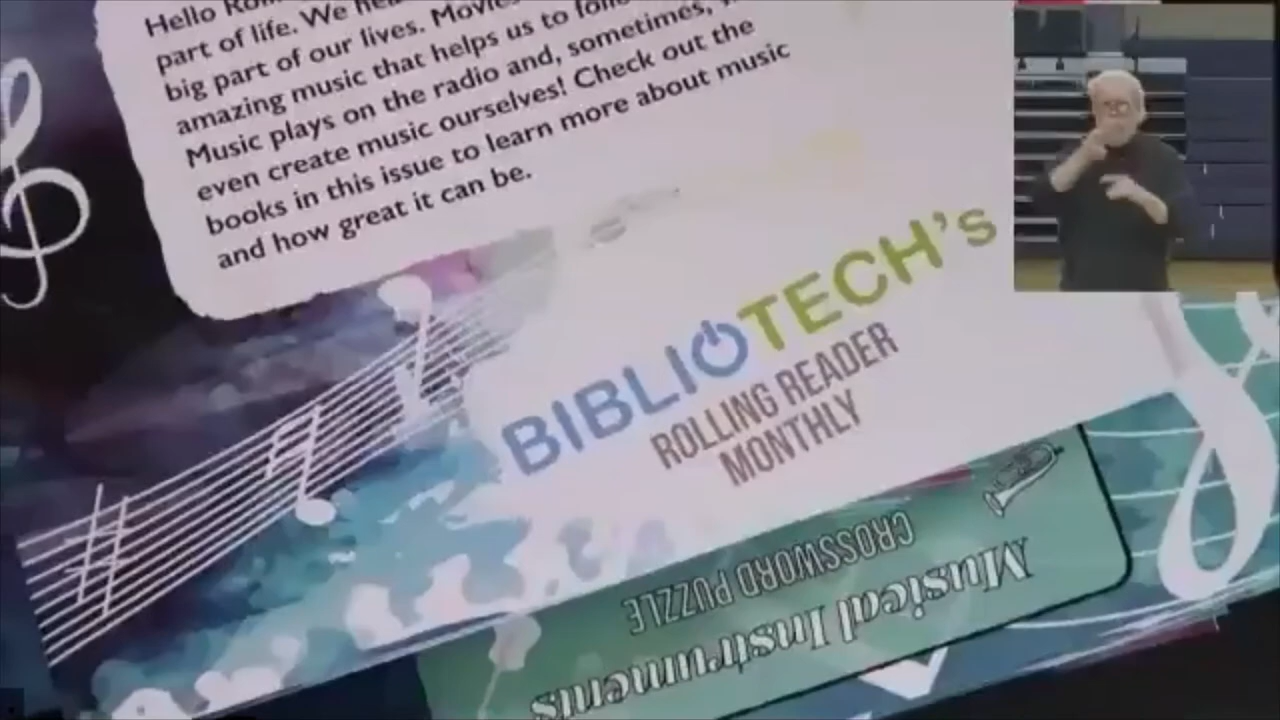 Hello
part of life. We
big part of our lives.
amazing music that helps us to
Music plays on the radio and, sometimes,
even create music ourselves! Check out the
books in this issue to learn more about music
and how great it can be.
BIBLIOTECH's
ROLLING READER
MONTHLY
Musical Instruments
CROSSWORD PUZZLE